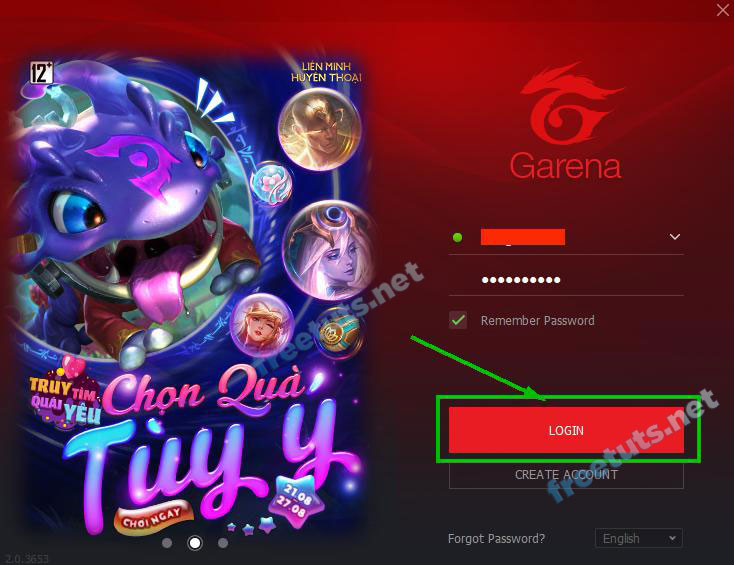 12+
LIÊN MINH
HUYỀN THOẠI
Garena
••••••••••
Remember Password
freetuts.net
TRUY TÌM
QUÁI YÊU
Chọn Quà
Tùy ý
CHƠI NGAY
21.08
27.08
LOGIN
CREATE ACCOUNT
freetuts.net
Forgot Password?
English
2.0.3653